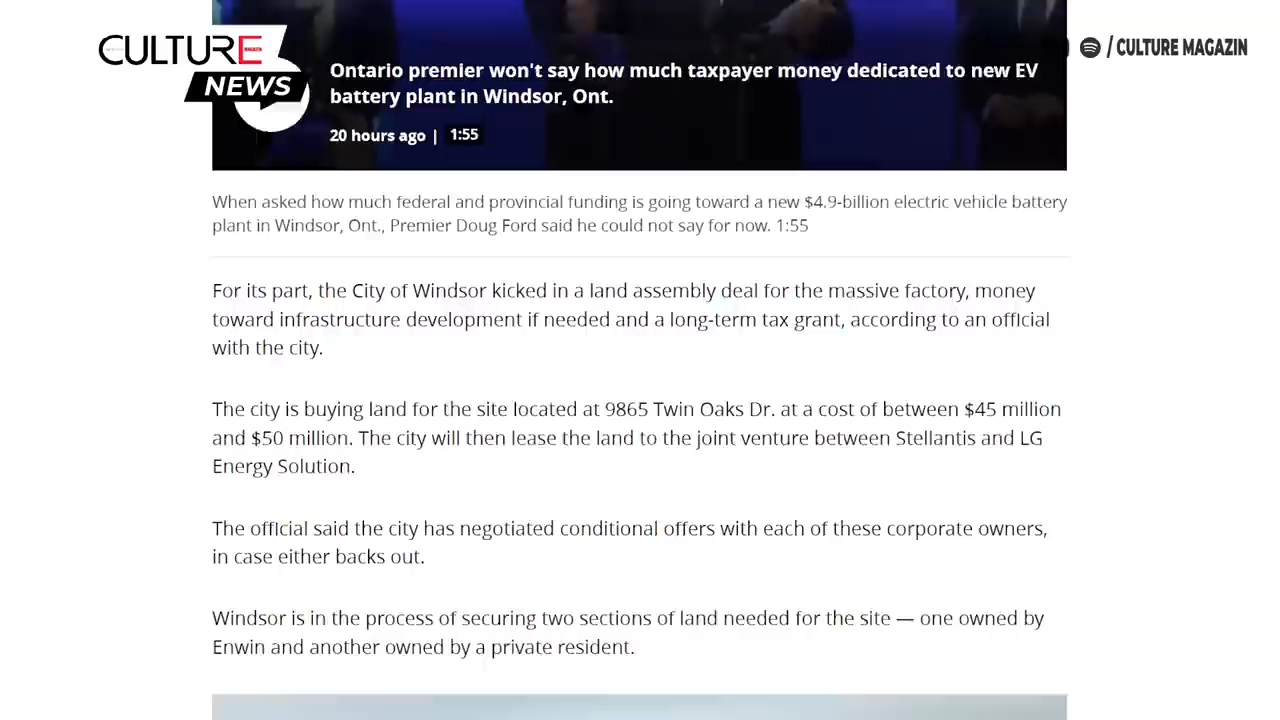 CULTURE
NEWS
/ CULTURE MAGAZIN
Ontario premier won't say how much taxpayer money dedicated to new EV
battery plant in Windsor, Ont.
20 hours ago | 1:55
When asked how much federal and provincial funding is going toward a new $4.9-billion electric vehicle battery
plant in Windsor, Ont., Premier Doug Ford said he could not say for now. 1:55
For its part, the City of Windsor kicked in a land assembly deal for the massive factory, money
toward infrastructure development if needed and a long-term tax grant, according to an official
with the city.
The city is buying land for the site located at 9865 Twin Oaks Dr. at a cost of between $45 million
and $50 million. The city will then lease the land to the joint venture between Stellantis and LG
Energy Solution.
The official said the city has negotiated conditional offers with each of these corporate owners,
in case either backs out.
Windsor is in the process of securing two sections of land needed for the site — one owned by
Enwin and another owned by a private resident.